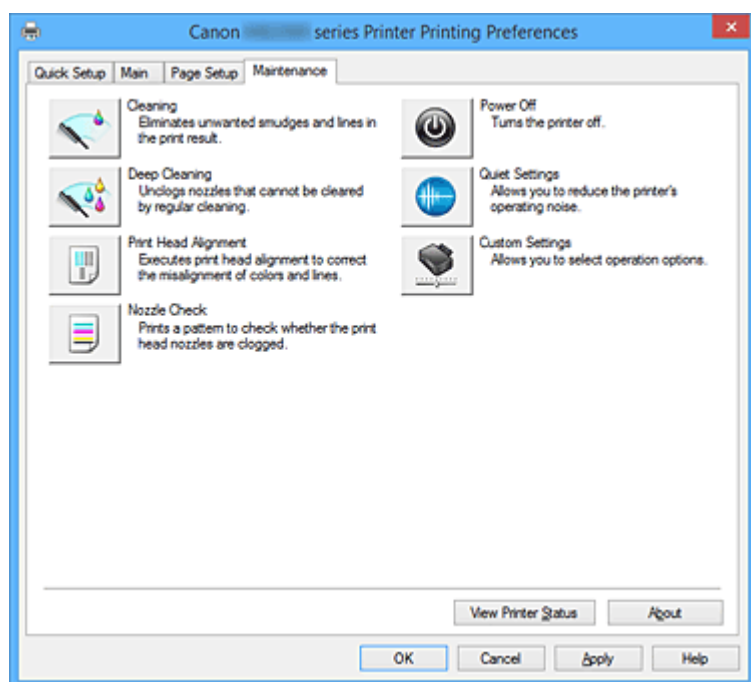 Canon series Printer Printing Preferences
Quick Setup Main Page Setup Maintenance
Cleaning
Eliminates unwanted smudges and lines in
the print result.
Deep Cleaning
Unclogs nozzles that cannot be cleared
by regular cleaning.
Print Head Alignment
Executes print head alignment to correct
the misalignment of colors and lines.
Nozzle Check
Prints a pattern to check whether the print
head nozzles are clogged.
Power Off
Turns the printer off.
Quiet Settings
Allows you to reduce the printer's
operating noise.
Custom Settings
Allows you to select operation options.
View Printer Status About
OK Cancel Apply Help